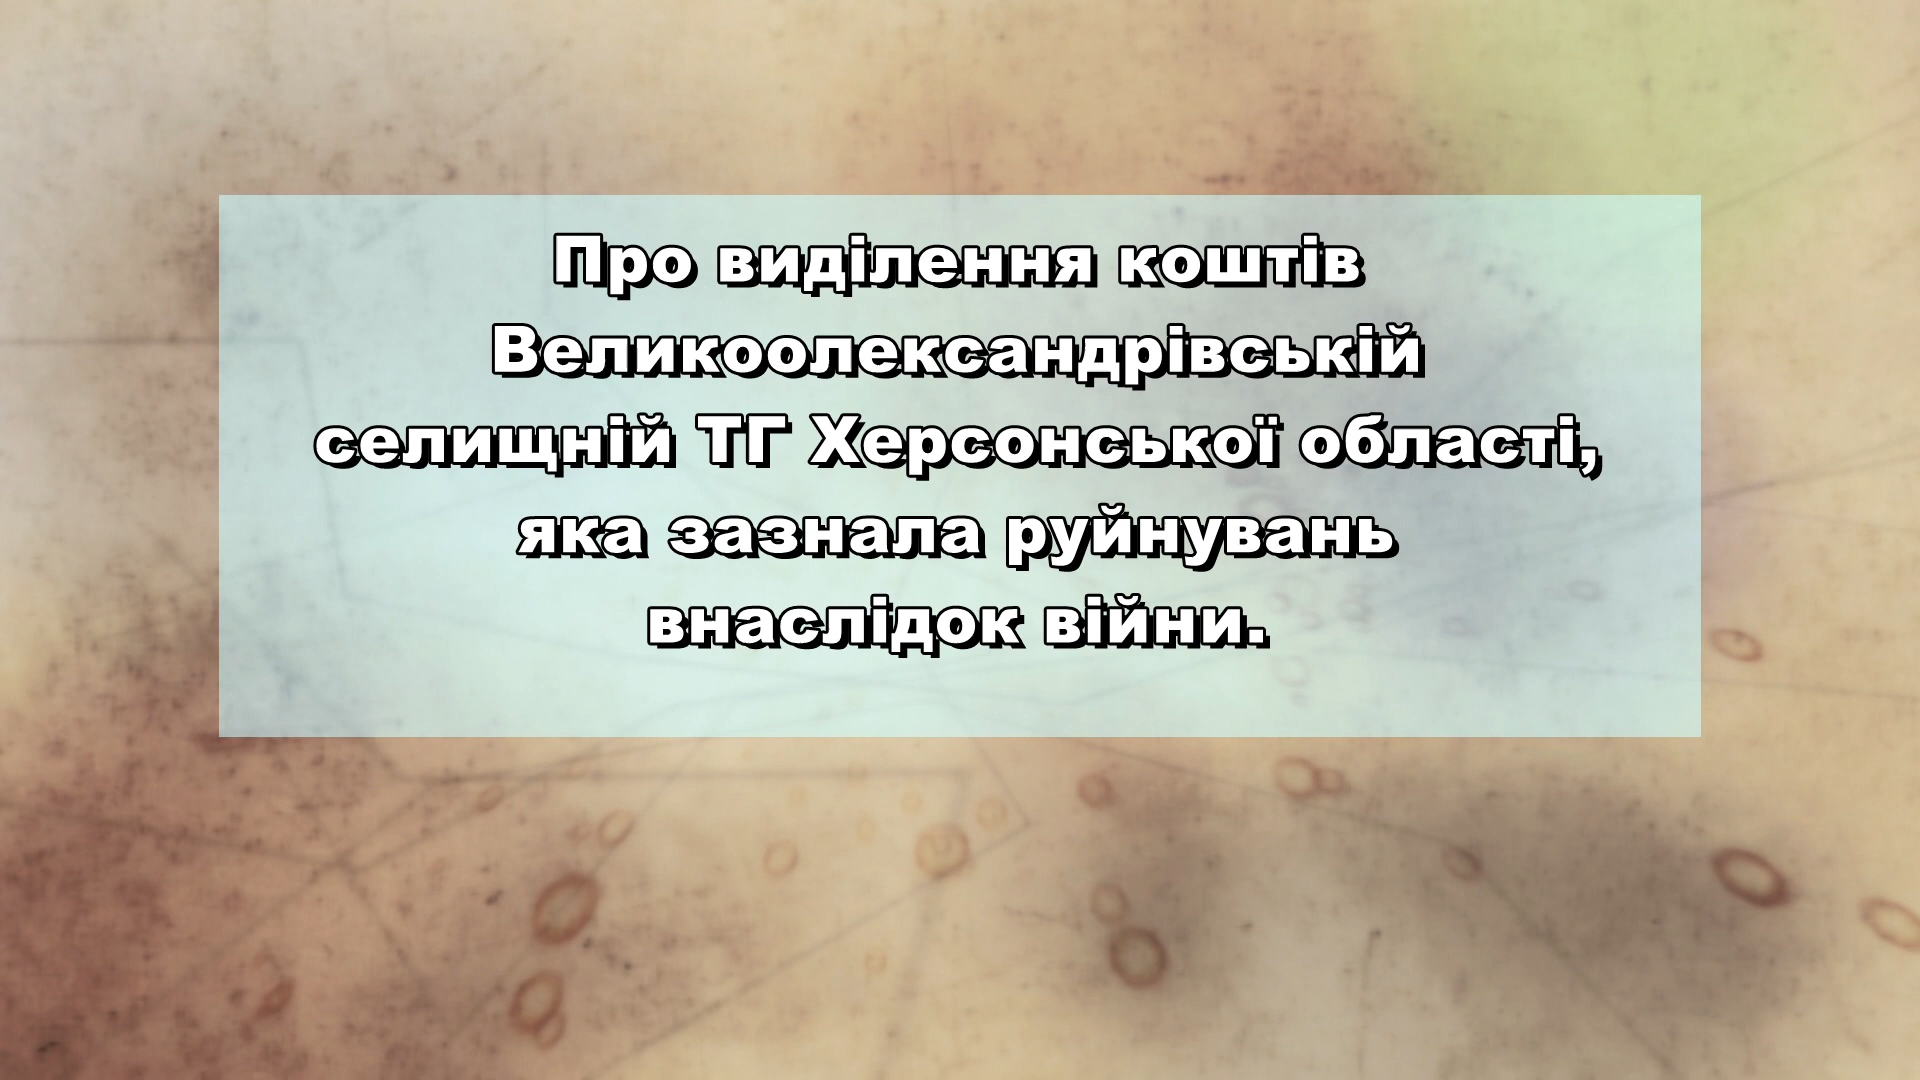 Про виділення коштів
Великоолександрівській
селищній ТГ Херсонської області,
яка зазнала руйнувань
внаслідок війни.